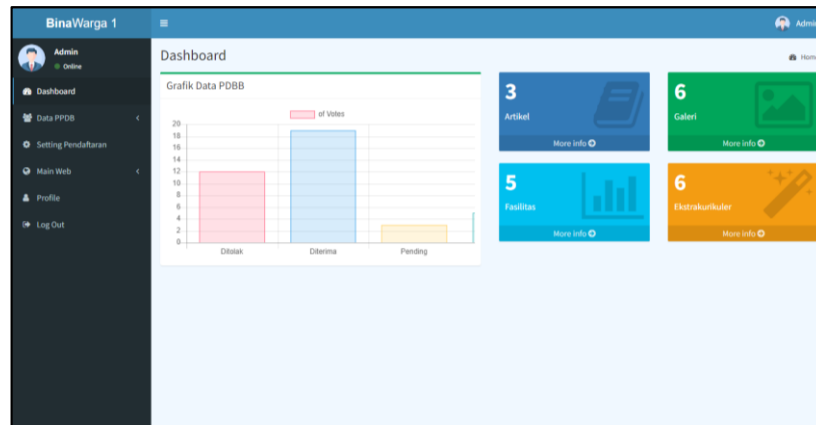 BinaWarga 1
Admin
Admin
Online
Dashboard
Data PPDB
Setting Pendaftaran
Main Web
Profile
Log Out
Dashboard
Home
Grafik Data PDBB
of Votes
20
18
16
14
12
10
8
6
4
2
0
Ditolak
Diterima
Pending
3
Artikel
More info
6
Galeri
More info
5
Fasilitas
More info
6
Ekstrakurikuler
More info